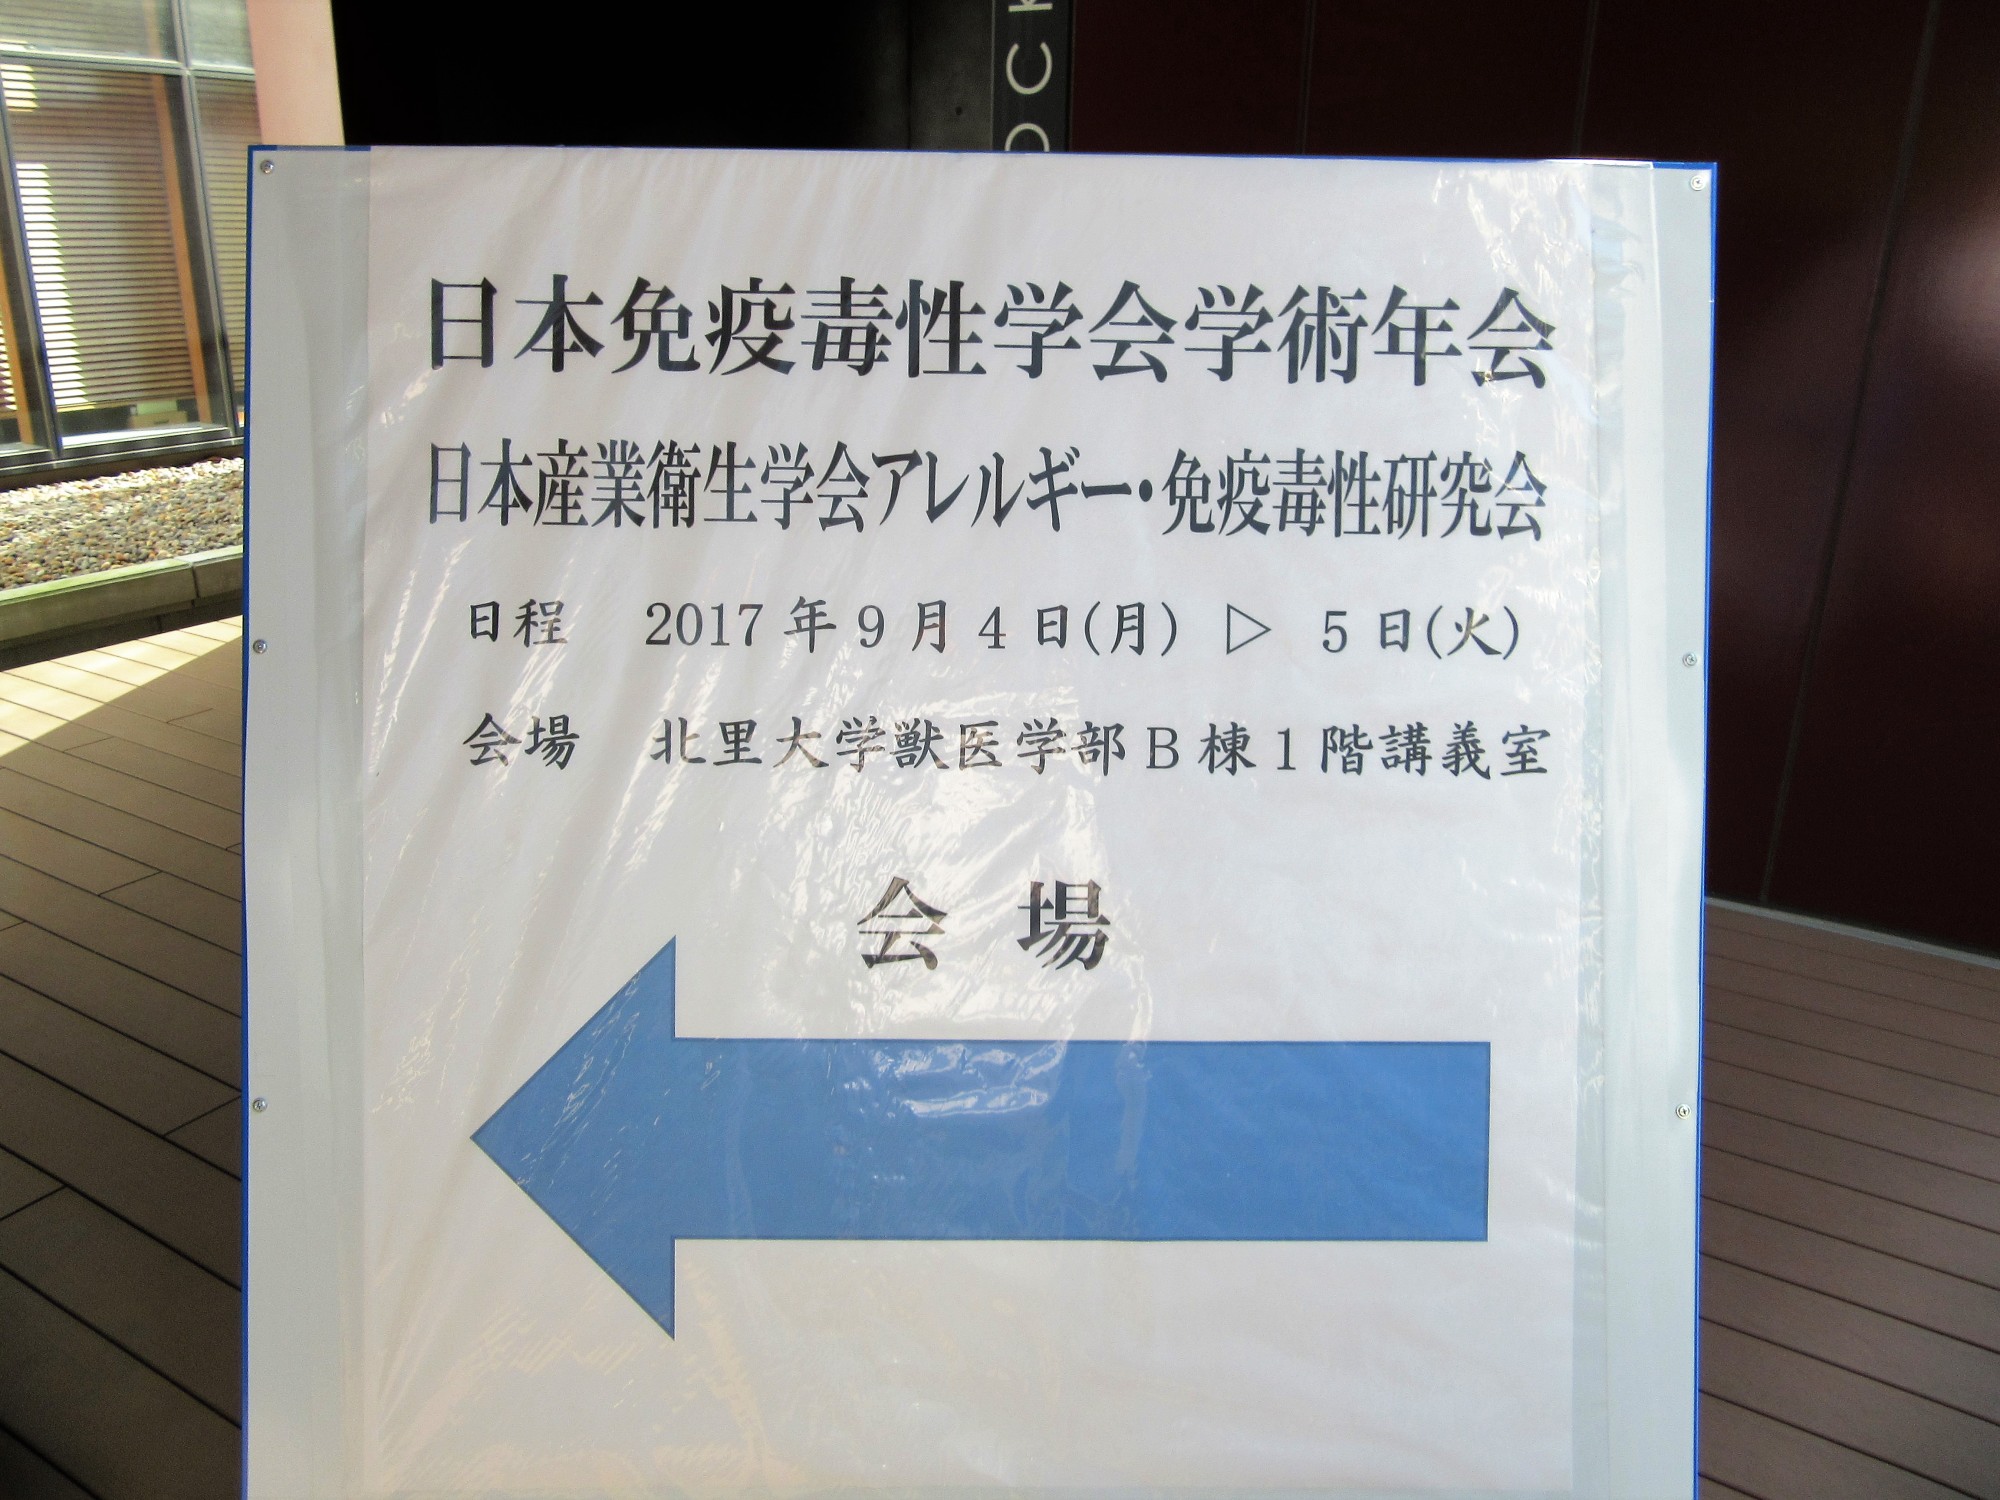 日本免疫毒性学会学術年会
日本産業衛生学会アレルギー・免疫毒性研究会
日程 2017年9月4日(月) ▷ 5日(火)
会場 北里大学獣医学部B棟1階講義室
会場